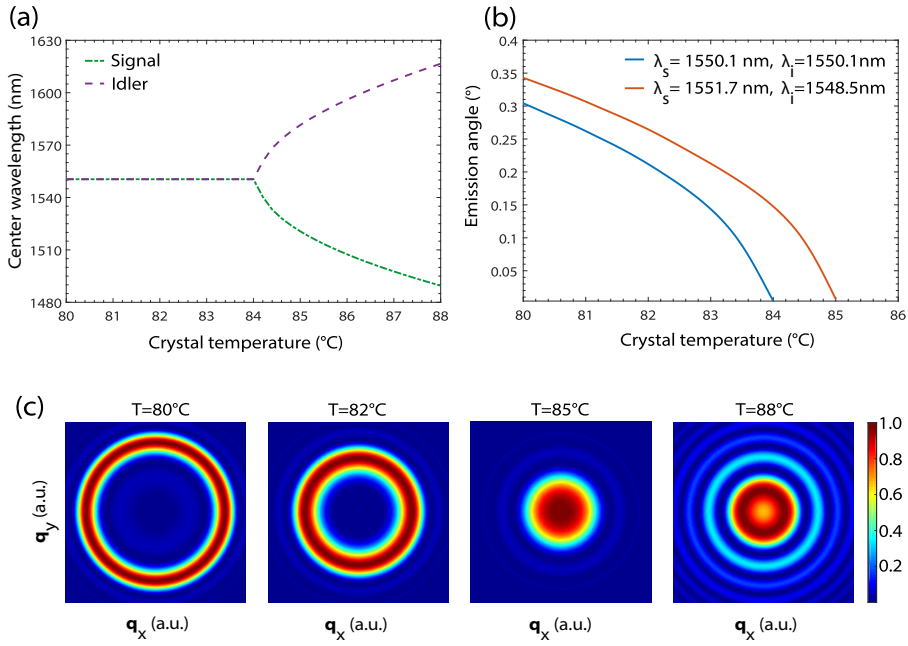 (a)
1630
1600
1570
1540
1510
1480
Center wavelength (nm)
Signal
Idler
80 81 82 83 84 85 86 87 88
Crystal temperature (°C)
(b)
0.4
0.35
0.3
0.25
0.2
0.15
0.1
0.05
Emission angle (°)
λs= 1550.1 nm, λi=1550.1nm
λs= 1551.7 nm, λi=1548.5nm
80 81 82 83 84 85 86
Crystal temperature (°C)
(c)
T=80°C T=82°C T=85°C T=88°C
qy (a.u.)
qx (a.u.) qx (a.u.) qx (a.u.) qx (a.u.)
1.0
0.8
0.6
0.4
0.2